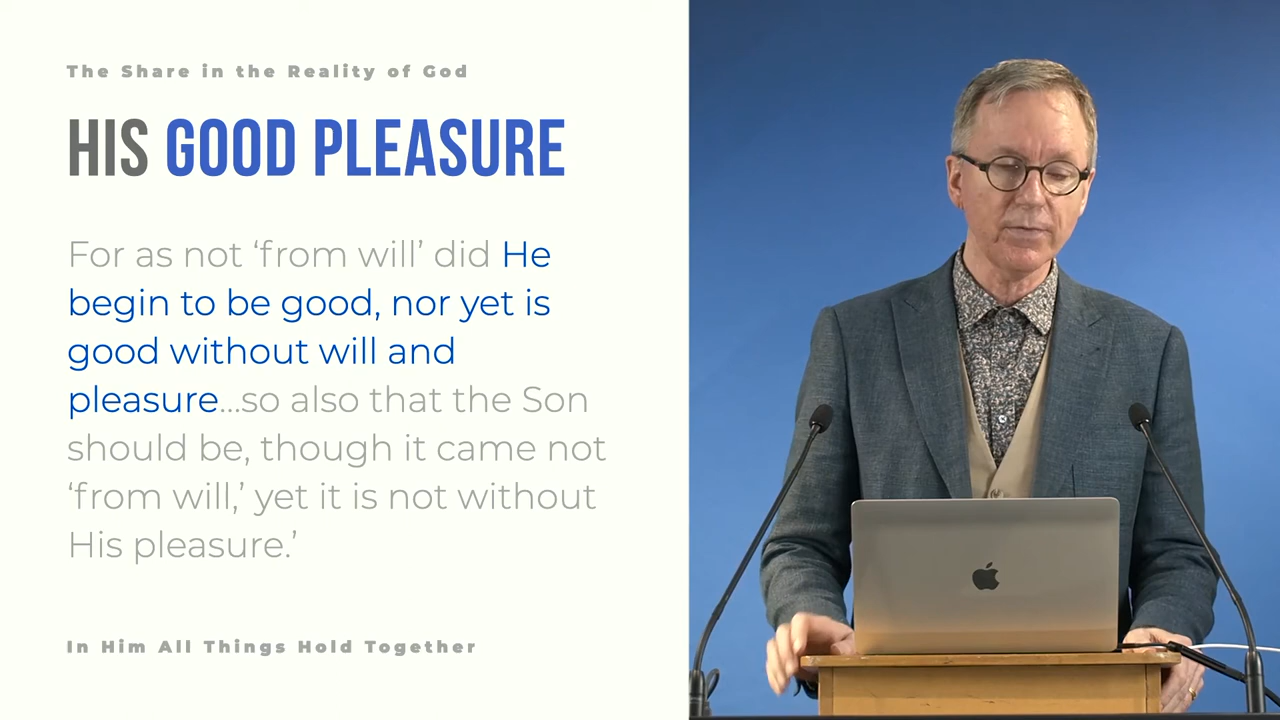 The Share in the Reality of God
HIS GOOD PLEASURE
For as not ‘from will’ did He
begin to be good, nor yet is
good without will and
pleasure...so also that the Son
should be, though it came not
‘from will,’ yet it is not without
His pleasure.’
In Him All Things Hold Together